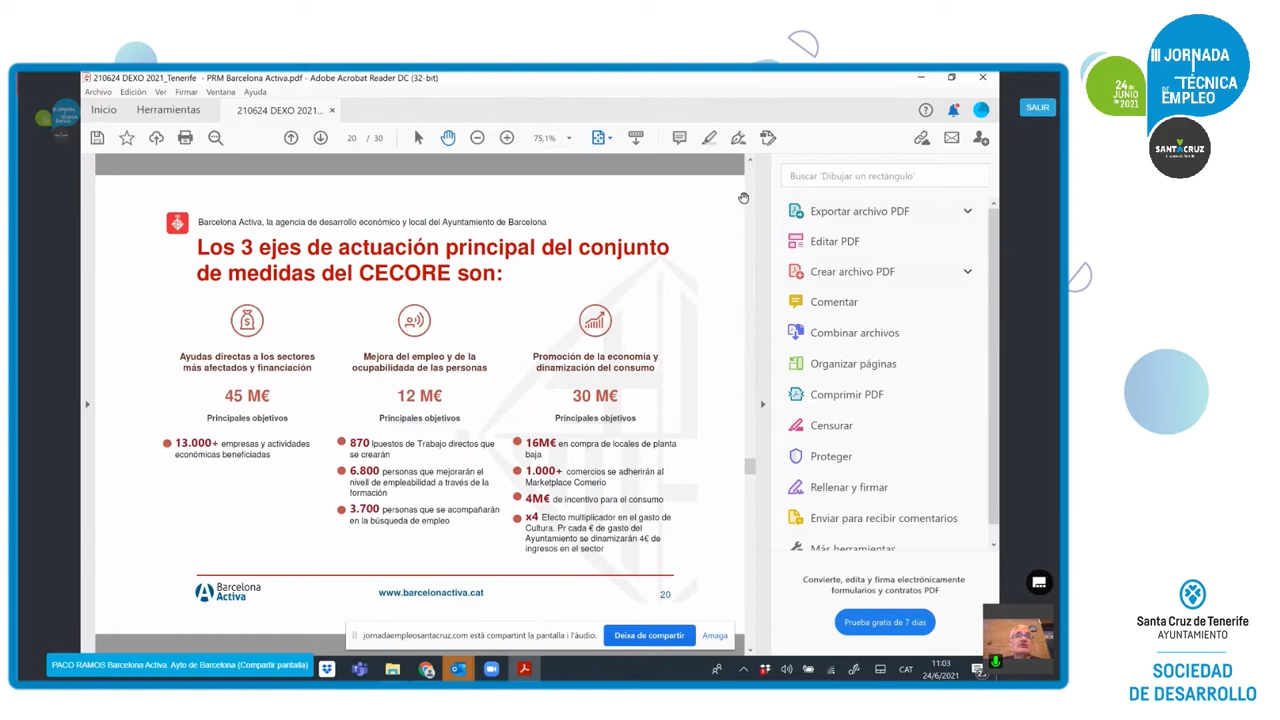 III JORNADA
TÉCNICA
DE EMPLEO
24 de
JUNIO
de 2021
SANTACRUZ
210624 DEXO 2021_Tenerife - PRM Barcelona Activa.pdf - Adobe Acrobat Reader DC (32-bit)
Archivo Edición Ver Firmar Ventana Ayuda
Inicio Herramientas 210624 DEXO 2021... ×
SALIR
20 / 30 75,1%
Buscar 'Dibujar un rectángulo'
Exportar archivo PDF
Editar PDF
Crear archivo PDF
Comentar
Combinar archivos
Organizar páginas
Comprimir PDF
Censurar
Proteger
Rellenar y firmar
Enviar para recibir comentarios
Más herramientas
Convierte, edita y firma electrónicamente
formularios y contratos PDF
Prueba gratis de 7 días
Barcelona Activa, la agencia de desarrollo económico y local del Ayuntamiento de Barcelona
Los 3 ejes de actuación principal del conjunto
de medidas del CECORE son:
Ayudas directas a los sectores
más afectados y financiación
45 M€
Principales objetivos
13.000+ empresas y actividades
económicas beneficiadas
Mejora del empleo y de la
ocupabilidada de las personas
12 M€
Principales objetivos
870 lpuestos de Trabajo directos que
se crearán
6.800 personas que mejorarán el
nivell de empleabilidad a través de la
formación
3.700 personas que se acompañarán
en la búsqueda de empleo
Promoción de la economía y
dinamización del consumo
30 M€
Principales objetivos
16M€ en compra de locales de planta
baja
1.000+ comercios se adherirán al
Marketplace Comerio
4M€ de incentivo para el consumo
x4 Efecto multiplicador en el gasto de
Cultura. Pr cada € de gasto del
Ayuntamiento se dinamizarán 4€ de
ingresos en el sector
Barcelona
Activa
www.barcelonactiva.cat
20
jornadaempleosantacruz.com està compartint la pantalla i l'àudio.
Deixa de compartir
Amaga
PACO RAMOS Barcelona Activa. Ayto de Barcelona (Compartir pantalla)
CAT
11:03
24/6/2021
Santa Cruz de Tenerife
AYUNTAMIENTO
SOCIEDAD
DE DESARROLLO